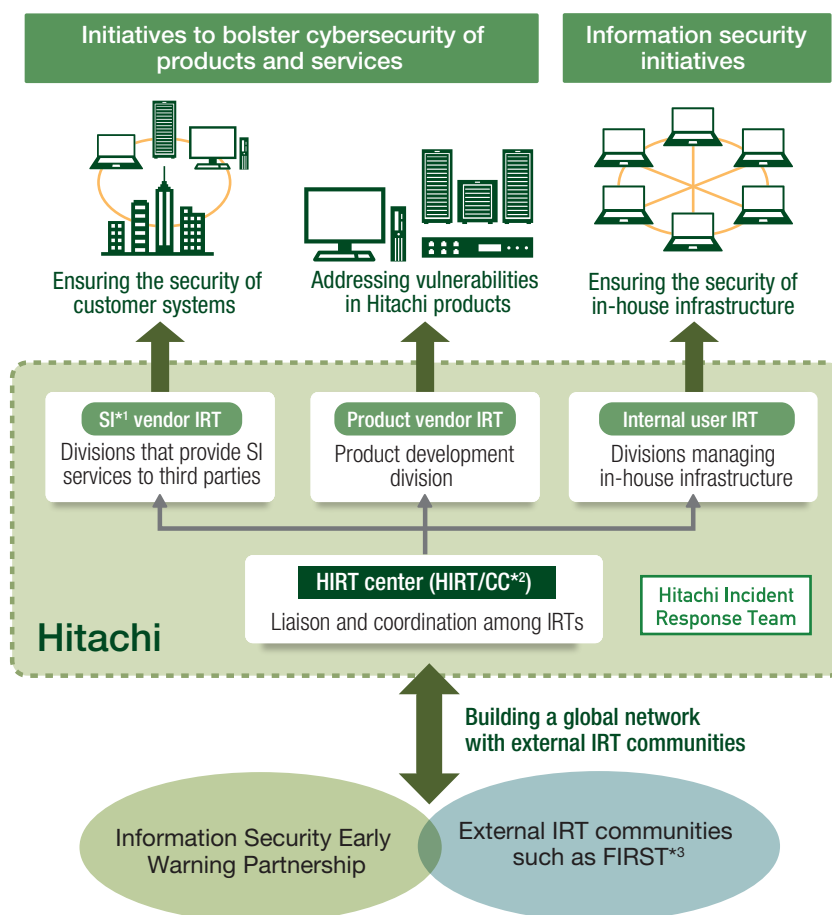 Initiatives to bolster cybersecurity of
products and services
Information security
initiatives
Ensuring the security of
customer systems
Addressing vulnerabilities
in Hitachi products
Ensuring the security of
in-house infrastructure
SI*1 vendor IRT
Divisions that provide SI
services to third parties
Product vendor IRT
Product development
division
Internal user IRT
Divisions managing
in-house infrastructure
HIRT center (HIRT/CC*2)
Liaison and coordination among IRTs
Hitachi Incident
Response Team
Hitachi
Building a global network
with external IRT communities
Information Security Early
Warning Partnership
External IRT communities
such as FIRST*3